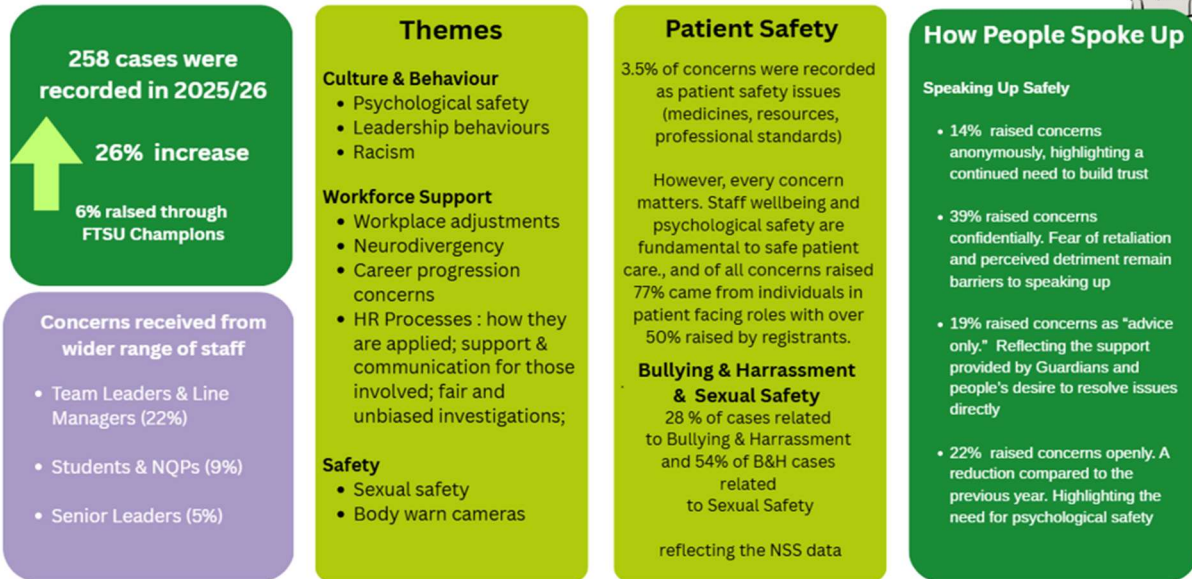 258 cases were
recorded in 2025/26
26% increase
6% raised through
FTSU Champions
Concerns received from
wider range of staff
• Team Leaders & Line
Managers (22%)
• Students & NQPs (9%)
• Senior Leaders (5%)
Themes
Culture & Behaviour
• Psychological safety
• Leadership behaviours
• Racism
Workforce Support
• Workplace adjustments
• Neurodivergency
• Career progression
concerns
• HR Processes : how they
are applied; support &
communication for those
involved; fair and
unbiased investigations;
Safety
• Sexual safety
• Body warn cameras
Patient Safety
3.5% of concerns were recorded
as patient safety issues
(medicines, resources,
professional standards)
However, every concern
matters. Staff wellbeing and
psychological safety are
fundamental to safe patient
care., and of all concerns raised
77% came from individuals in
patient facing roles with over
50% raised by registrants.
Bullying & Harrassment
& Sexual Safety
28 % of cases related
to Bullying & Harrassment
and 54% of B&H cases
related
to Sexual Safety
reflecting the NSS data
How People Spoke Up
Speaking Up Safely
• 14% raised concerns
anonymously, highlighting a
continued need to build trust
• 39% raised concerns
confidentially. Fear of retaliation
and perceived detriment remain
barriers to speaking up
• 19% raised concerns as “advice
only.” Reflecting the support
provided by Guardians and
people’s desire to resolve issues
directly
• 22% raised concerns openly. A
reduction compared to the
previous year. Highlighting the
need for psychological safety